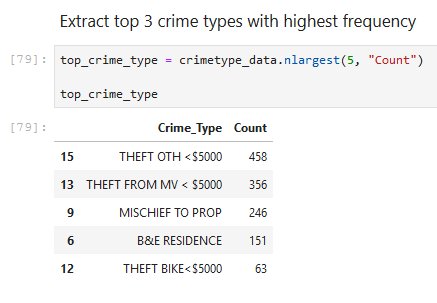 Extract top 3 crime types with highest frequency
[79]: top_crime_type = crimetype_data.nlargest(5, "Count")
top_crime_type
[79]:
Crime_Type Count
15 THEFT OTH <$5000 458
13 THEFT FROM MV < $5000 356
9 MISCHIEF TO PROP 246
6 B&E RESIDENCE 151
12 THEFT BIKE<$5000 63